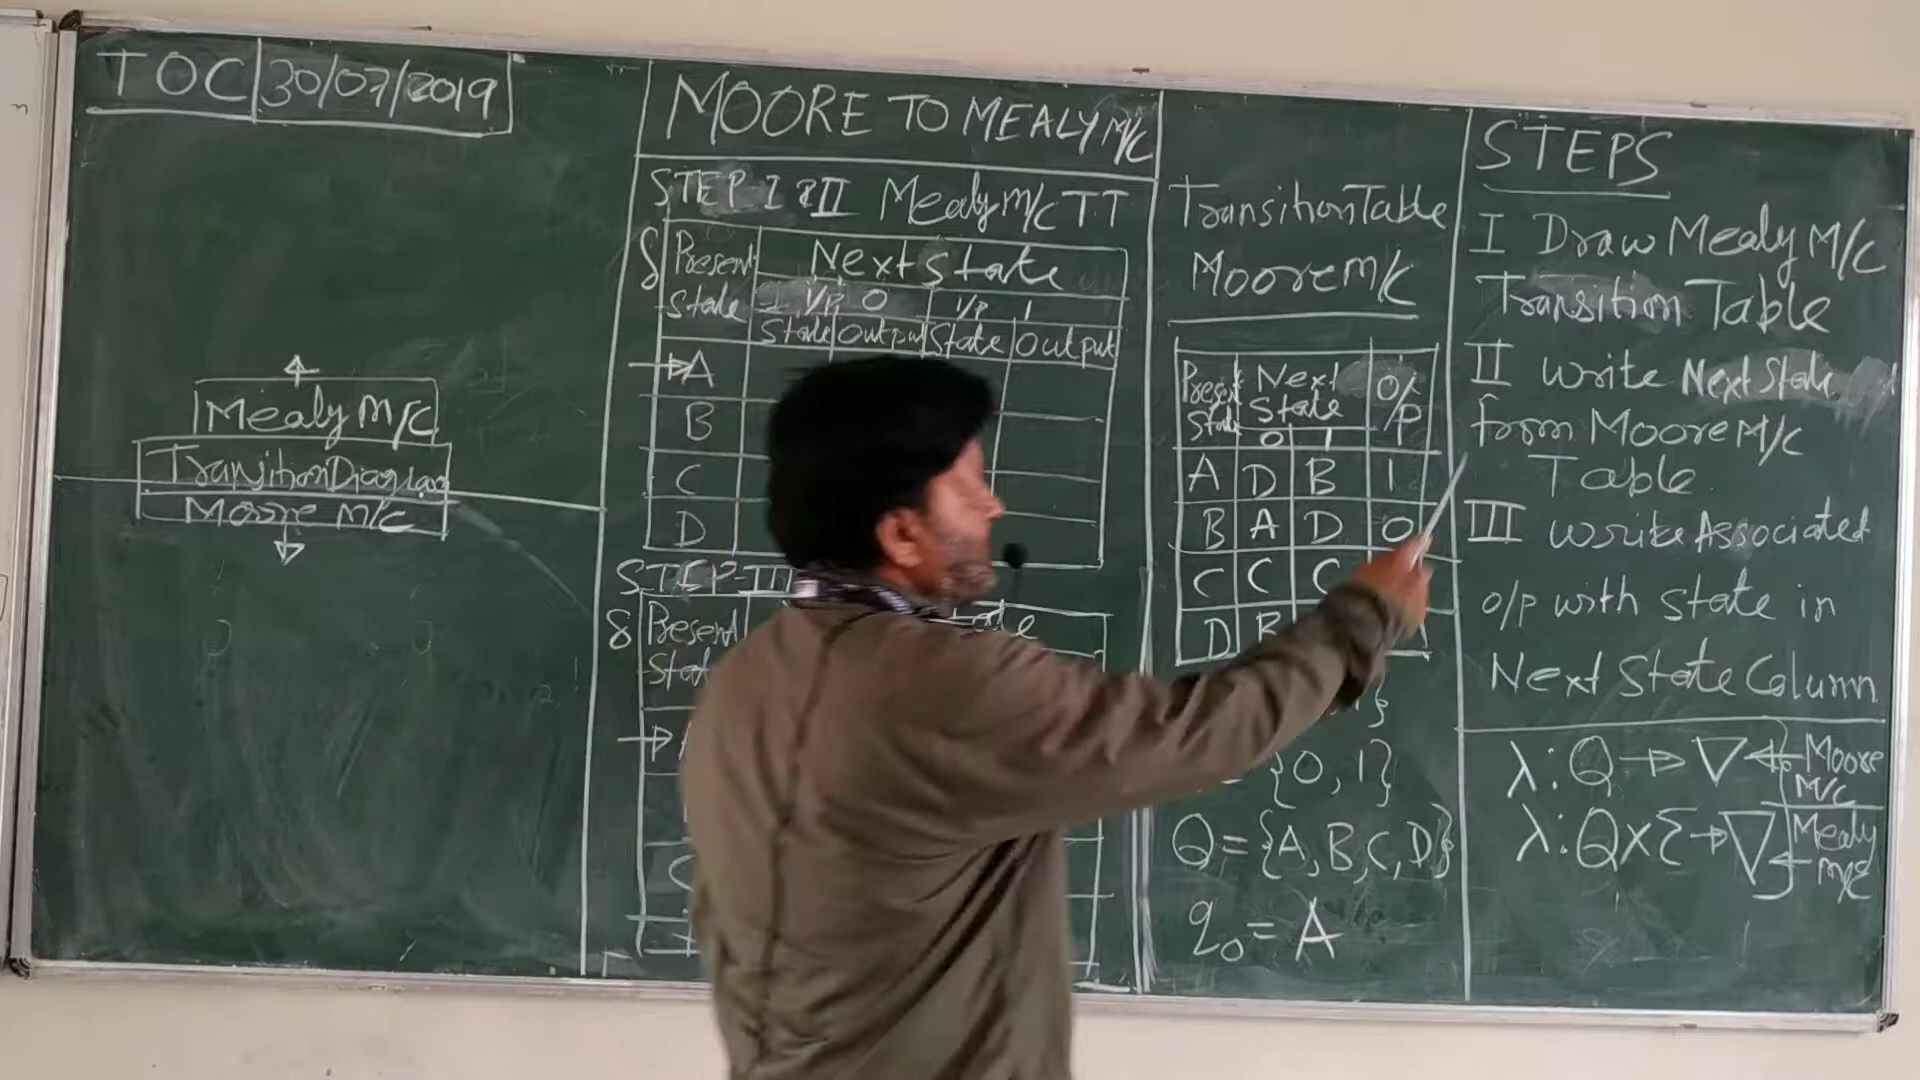 TOC 30/07/2019
Mealy M/C
Transition Diagram
Moore M/C
MOORE TO MEALY M/C
STEP-I & II Mealy M/C TT
δ Present State Next State
I/P 0 I/P 1
State Output State Output
A
B
C
D
STEP-III
δ Present
Transition Table
Moore M/C
Present State Next State O/P
0 1
A D B 1
B A D 0
C C C
D B
{0,1}
Q = {A,B,C,D}
q₀ = A
STEPS
I Draw Mealy M/C
Transition Table
II Write Next State
from Moore M/C
Table
III Write Associated
o/p with state in
Next State Column
λ: Q → ∇ Moore M/C
λ: Q×Σ → ∇ Mealy M/C